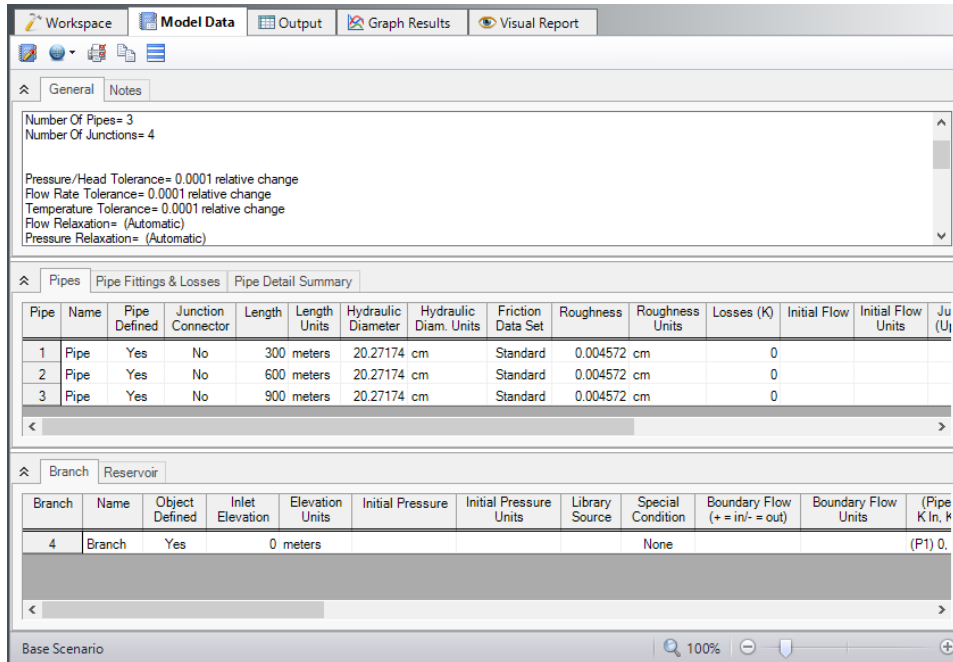 Workspace Model Data Output Graph Results Visual Report
General Notes
Number Of Pipes= 3
Number Of Junctions= 4
Pressure/Head Tolerance= 0.0001 relative change
Flow Rate Tolerance= 0.0001 relative change
Temperature Tolerance= 0.0001 relative change
Flow Relaxation= (Automatic)
Pressure Relaxation= (Automatic)
Pipes Pipe Fittings & Losses Pipe Detail Summary
Pipe Name Pipe Defined Junction Connector Length Length Units Hydraulic Diameter Hydraulic Diam. Units Friction Data Set Roughness Roughness Units Losses (K) Initial Flow Initial Flow Units Ju (Up
1 Pipe Yes No 300 meters 20.27174 cm Standard 0.004572 cm 0
2 Pipe Yes No 600 meters 20.27174 cm Standard 0.004572 cm 0
3 Pipe Yes No 900 meters 20.27174 cm Standard 0.004572 cm 0
Branch Reservoir
Branch Name Object Defined Inlet Elevation Elevation Units Initial Pressure Initial Pressure Units Library Source Special Condition Boundary Flow (+ = in/- = out) Boundary Flow Units (Pipe K In, K
4 Branch Yes 0 meters None (P1) 0,
Base Scenario 100%